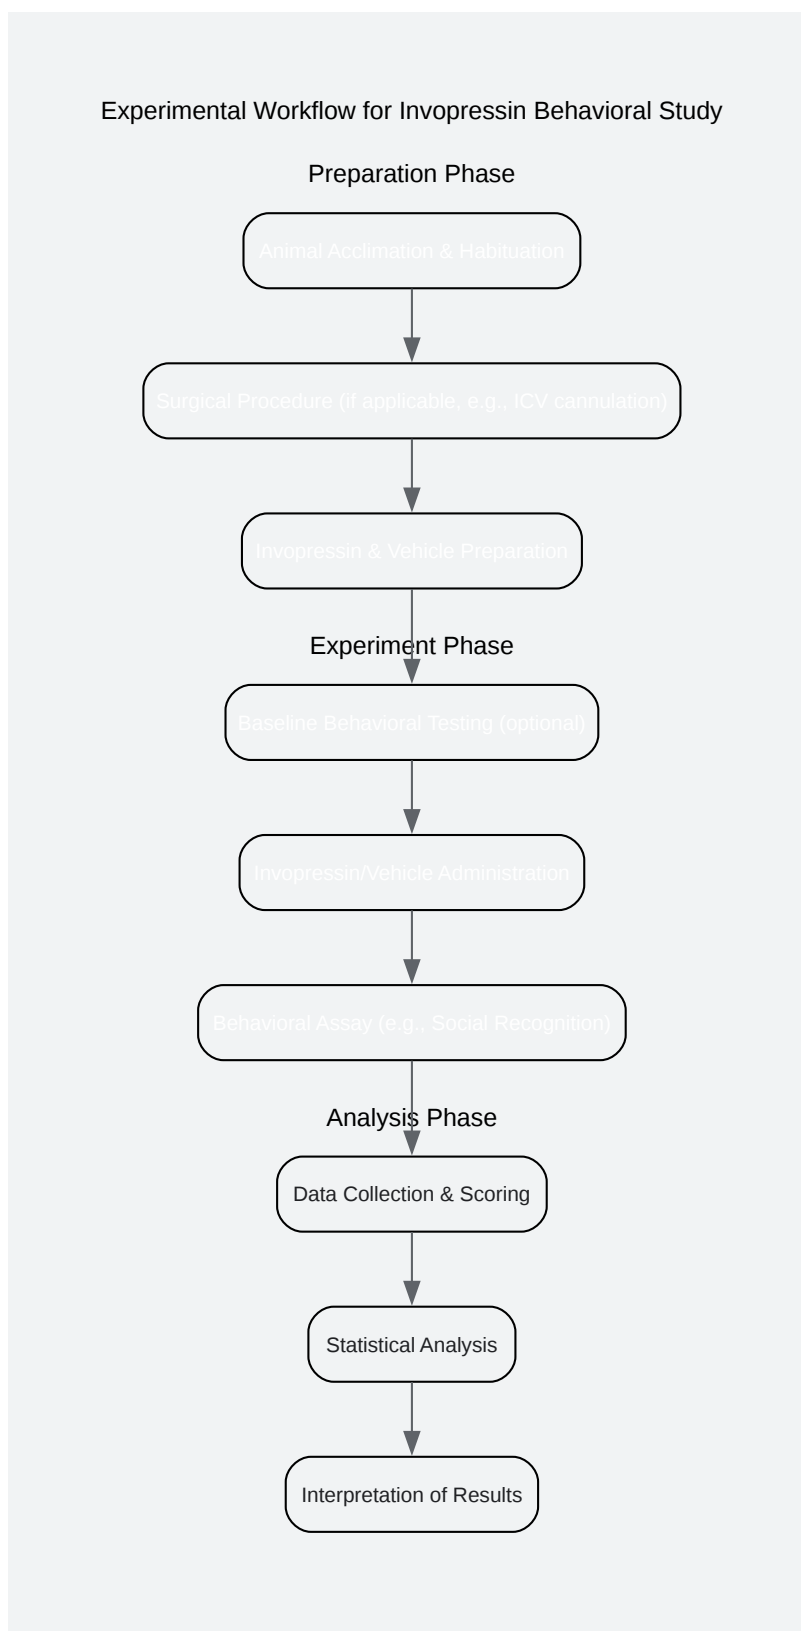 Experimental Workflow for Invopressin Behavioral Study
Preparation Phase
Animal Acclimation & Habituation
Surgical Procedure (if applicable, e.g., ICV cannulation)
Invopressin & Vehicle Preparation
Experiment Phase
Baseline Behavioral Testing (optional)
Invopressin/Vehicle Administration
Behavioral Assay (e.g., Social Recognition)
Analysis Phase
Data Collection & Scoring
Statistical Analysis
Interpretation of Results